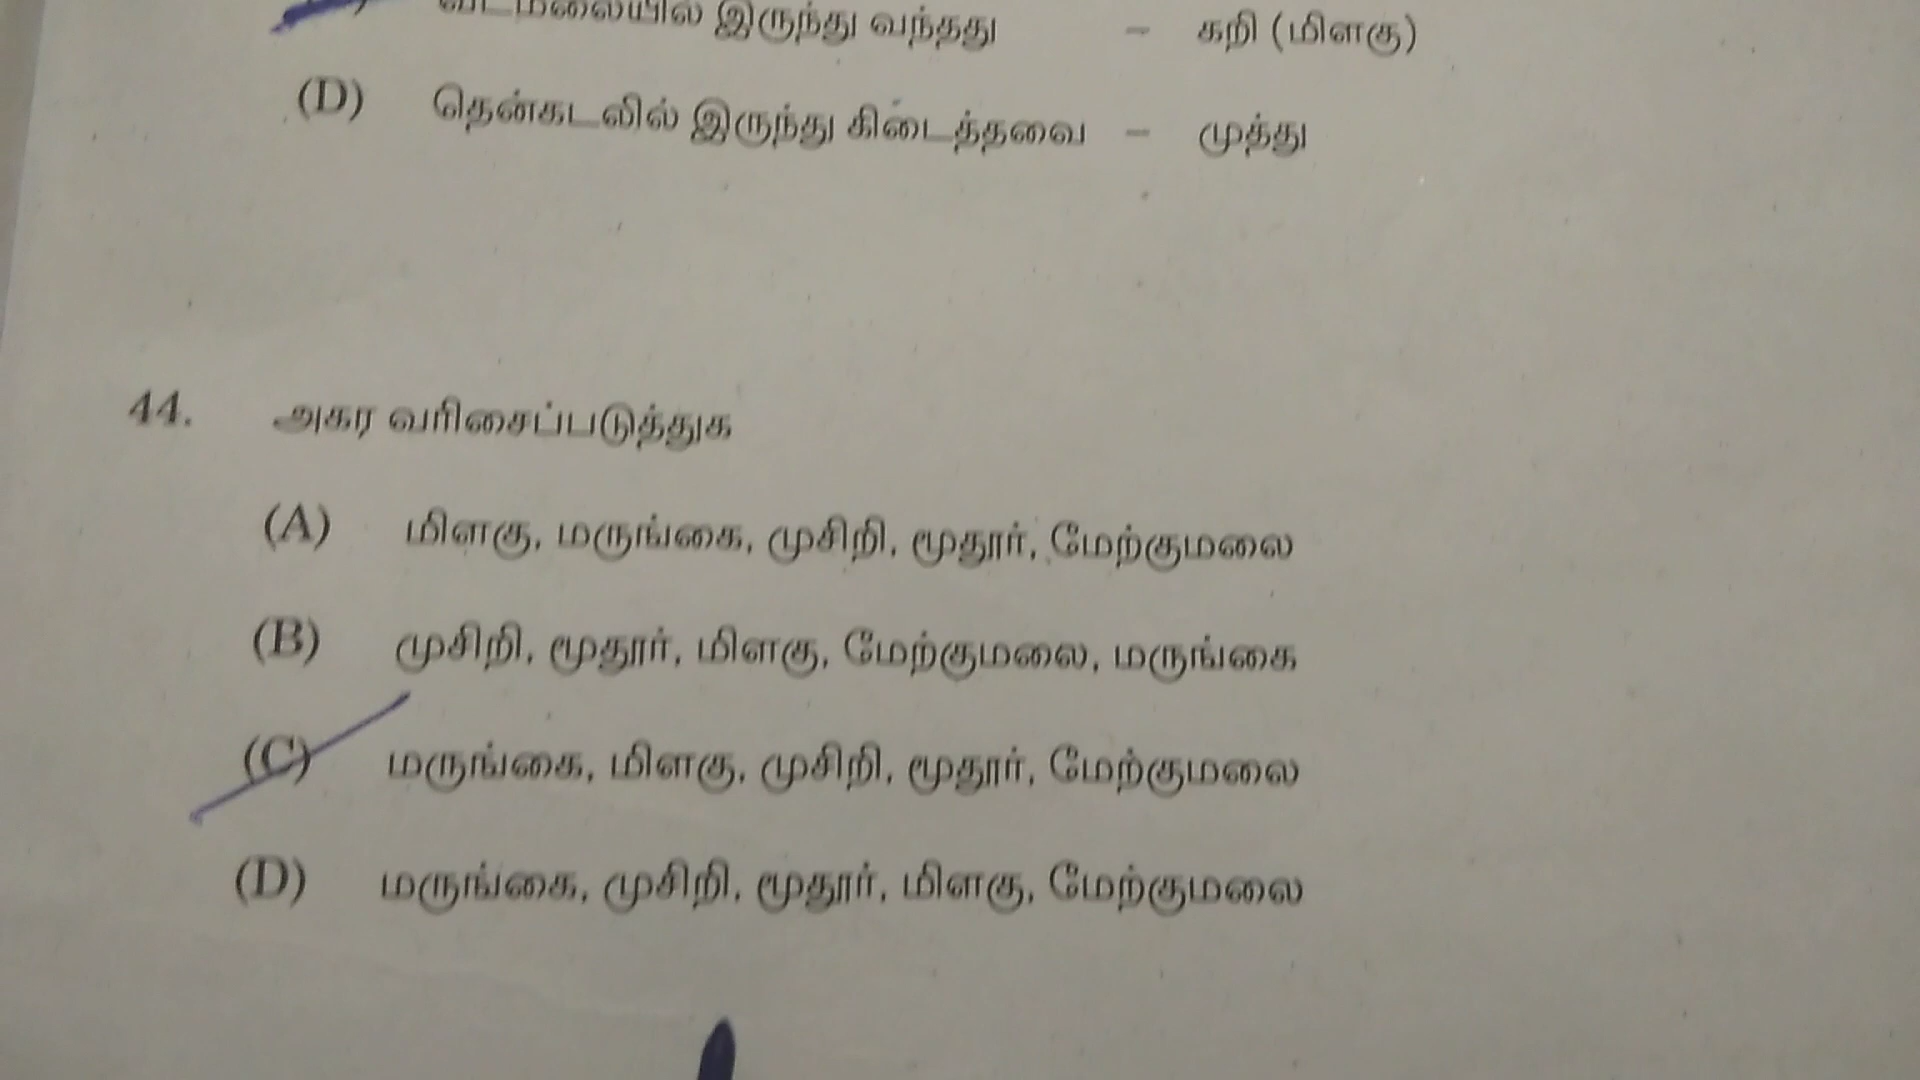 வடமலையில் இருந்து வந்தது – கறி (மிளகு)
(D) தென்கடலில் இருந்து கிடைத்தவை – முத்து
44. அகர வரிசைப்படுத்துக
(A) மிளகு, மருங்கை, முசிறி, மூதூர், மேற்குமலை
(B) முசிறி, மூதூர், மிளகு, மேற்குமலை, மருங்கை
(C) மருங்கை, மிளகு, முசிறி, மூதூர், மேற்குமலை
(D) மருங்கை, முசிறி, மூதூர், மிளகு, மேற்குமலை